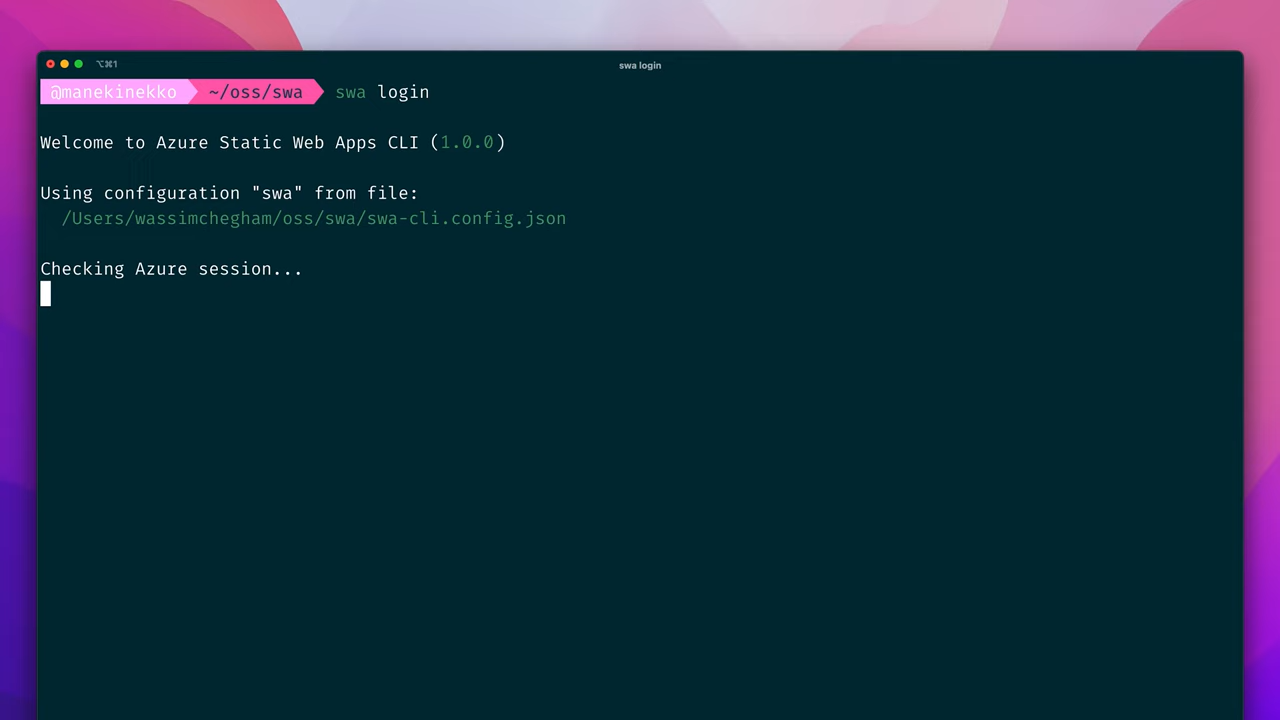 ⌥⌘1
swa login
@manekinekko ~/oss/swa swa login
Welcome to Azure Static Web Apps CLI (1.0.0)
Using configuration "swa" from file:
/Users/wassimchegham/oss/swa/swa-cli.config.json
Checking Azure session...